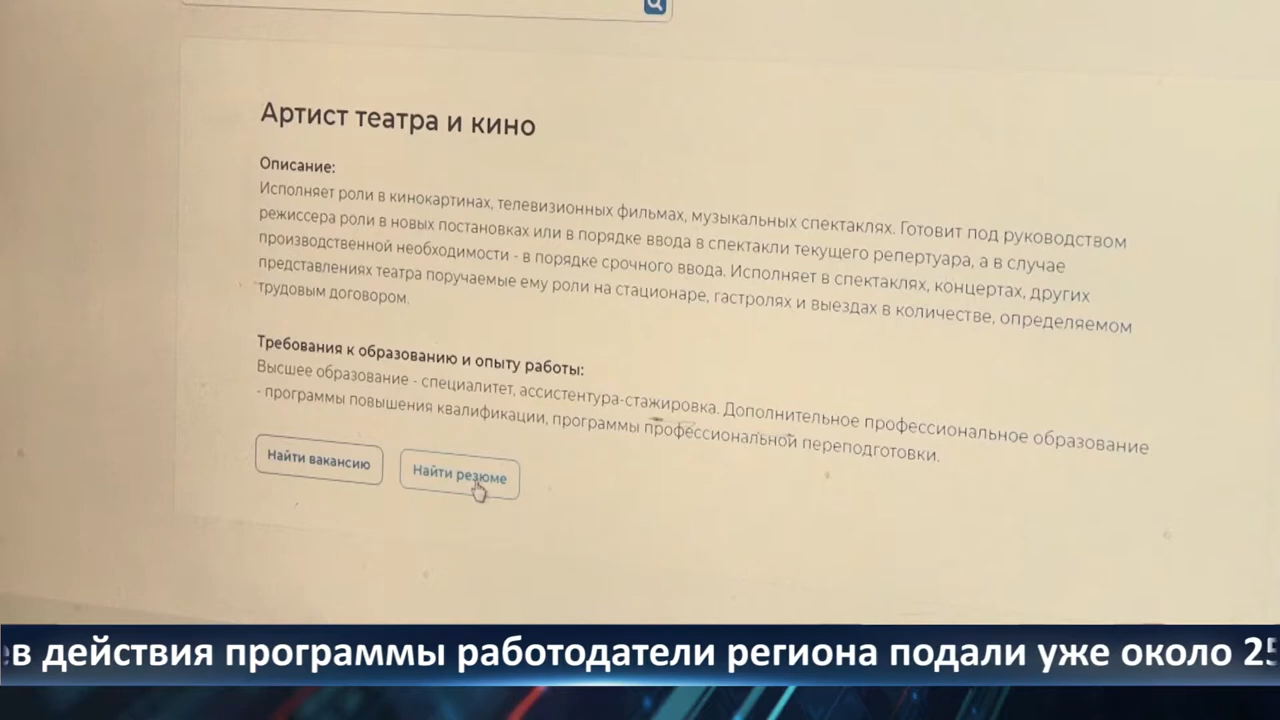 Артист театра и кино
Описание:
Исполняет роли в кинокартинах, телевизионных фильмах, музыкальных спектаклях. Готовит под руководством
режиссера роли в новых постановках или в порядке ввода в спектакли текущего репертуара, а в случае
производственной необходимости - в порядке срочного ввода. Исполняет в спектаклях, концертах, других
представлениях театра поручаемые ему роли на стационаре, гастролях и выездах в количестве, определяемом
трудовым договором.
Требования к образованию и опыту работы:
Высшее образование - специалитет, ассистентура-стажировка. Дополнительное профессиональное образование
- программы повышения квалификации, программы профессиональной переподготовки.
Найти вакансию
Найти резюме
действия программы работодатели региона подали уже около